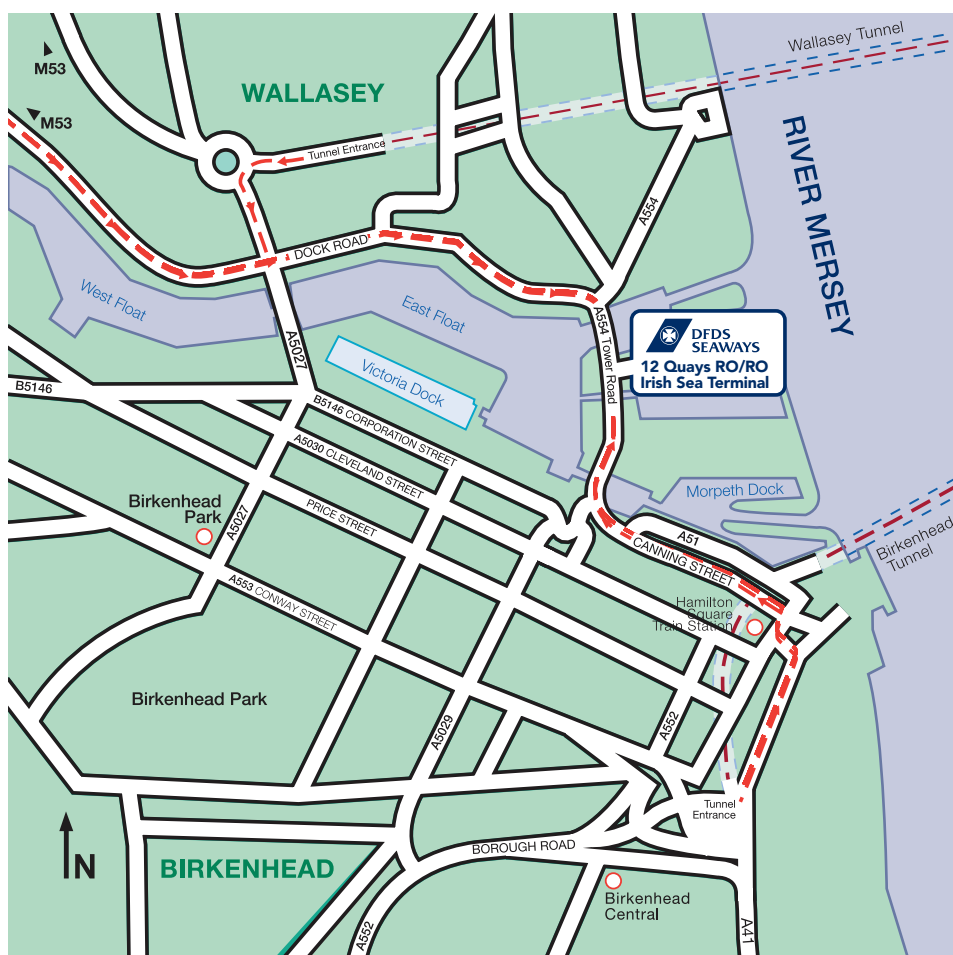 Wallasey Tunnel
M53
WALLASEY
M53
RIVER MERSEY
Tunnel Entrance
A554
DOCK ROAD
West Float
East Float
A554 Tower Road
DFDS
SEAWAYS
12 Quays RO/RO
Irish Sea Terminal
A5027
Victoria Dock
B5146
B5146 CORPORATION STREET
A5030 CLEVELAND STREET
Morpeth Dock
Birkenhead
Park
PRICE STREET
A5027
A51
CANNING STREET
Birkenhead
Tunnel
A553 CONWAY STREET
Hamilton
Square
Train Station
Birkenhead Park
A5029
A552
Tunnel
Entrance
N
BIRKENHEAD
BOROUGH ROAD
Birkenhead
Central
A552
A41